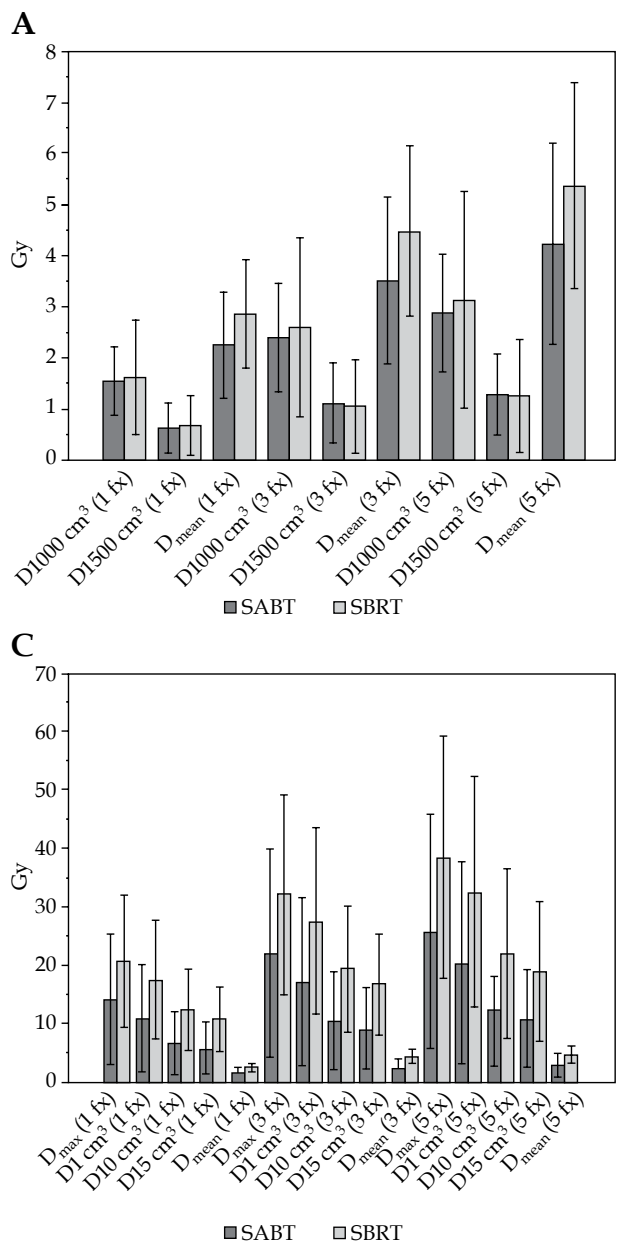 A
8
7
6
5
4
3
2
1
0
Gy
D1000 cm³ (1 fx)
D1500 cm³ (1 fx)
Dmean (1 fx)
D1000 cm³ (3 fx)
D1500 cm³ (3 fx)
Dmean (3 fx)
D1000 cm³ (5 fx)
D1500 cm³ (5 fx)
Dmean (5 fx)
SABT SBRT
C
70
60
50
40
30
20
10
0
Gy
Dmax (1 fx)
D1 cm³ (1 fx)
D10 cm³ (1 fx)
D15 cm³ (1 fx)
Dmean (1 fx)
Dmax (3 fx)
D1 cm³ (3 fx)
D10 cm³ (3 fx)
D15 cm³ (3 fx)
Dmean (3 fx)
Dmax (5 fx)
D1 cm³ (5 fx)
D10 cm³ (5 fx)
D15 cm³ (5 fx)
Dmean (5 fx)
SABT SBRT